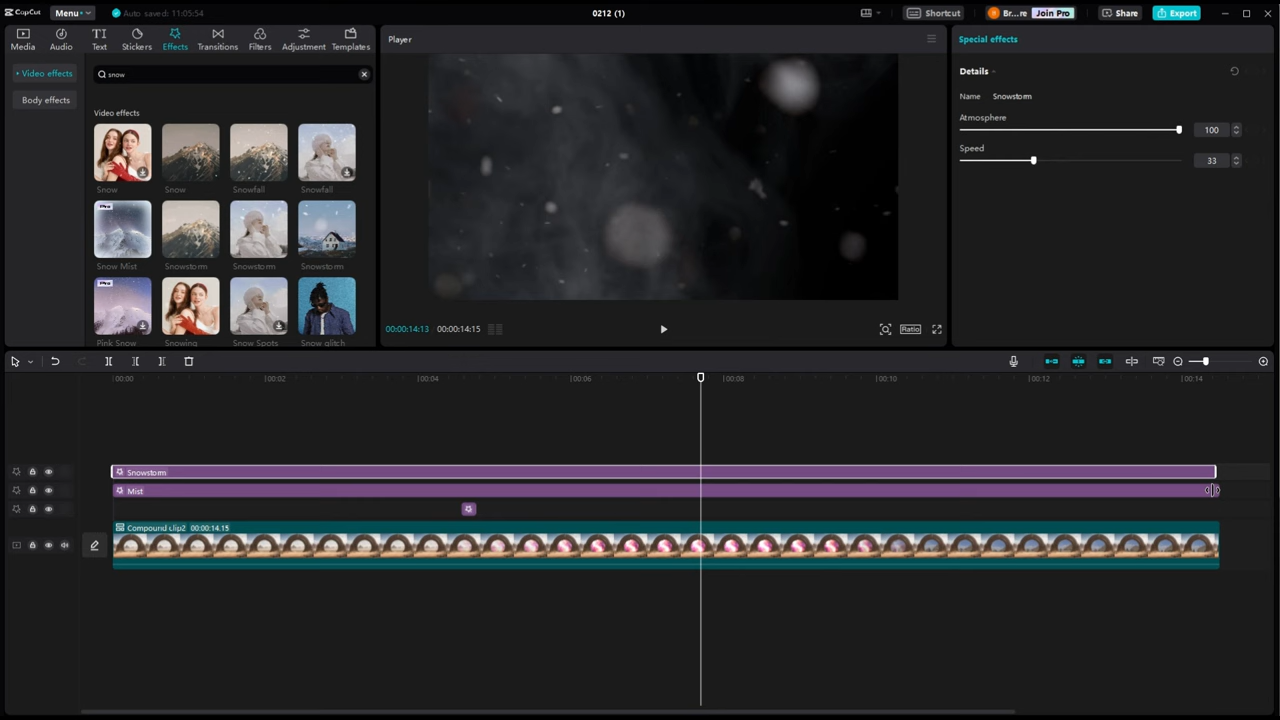 CapCut
Menu
Auto saved: 11:05:54
0212 (1)
Shortcut
Br...re
Join Pro
Share
Export
Media
Audio
Text
Stickers
Effects
Transitions
Filters
Adjustment
Templates
Player
Special effects
Video effects
Body effects
snow
Video effects
Snow
Snow
Snowfall
Snowfall
Pro
Snow Mist
Snowstorm
Snowstorm
Snowstorm
Pro
Pink Snow
Snowing
Snow Spots
Snow glitch
Details
Name Snowstorm
Atmosphere
100
Speed
33
00:00:14:13 00:00:14:15
Ratio
00:00
00:02
00:04
00:06
00:08
00:10
00:12
00:14
Snowstorm
Mist
Compound clip2 00:00:14:15